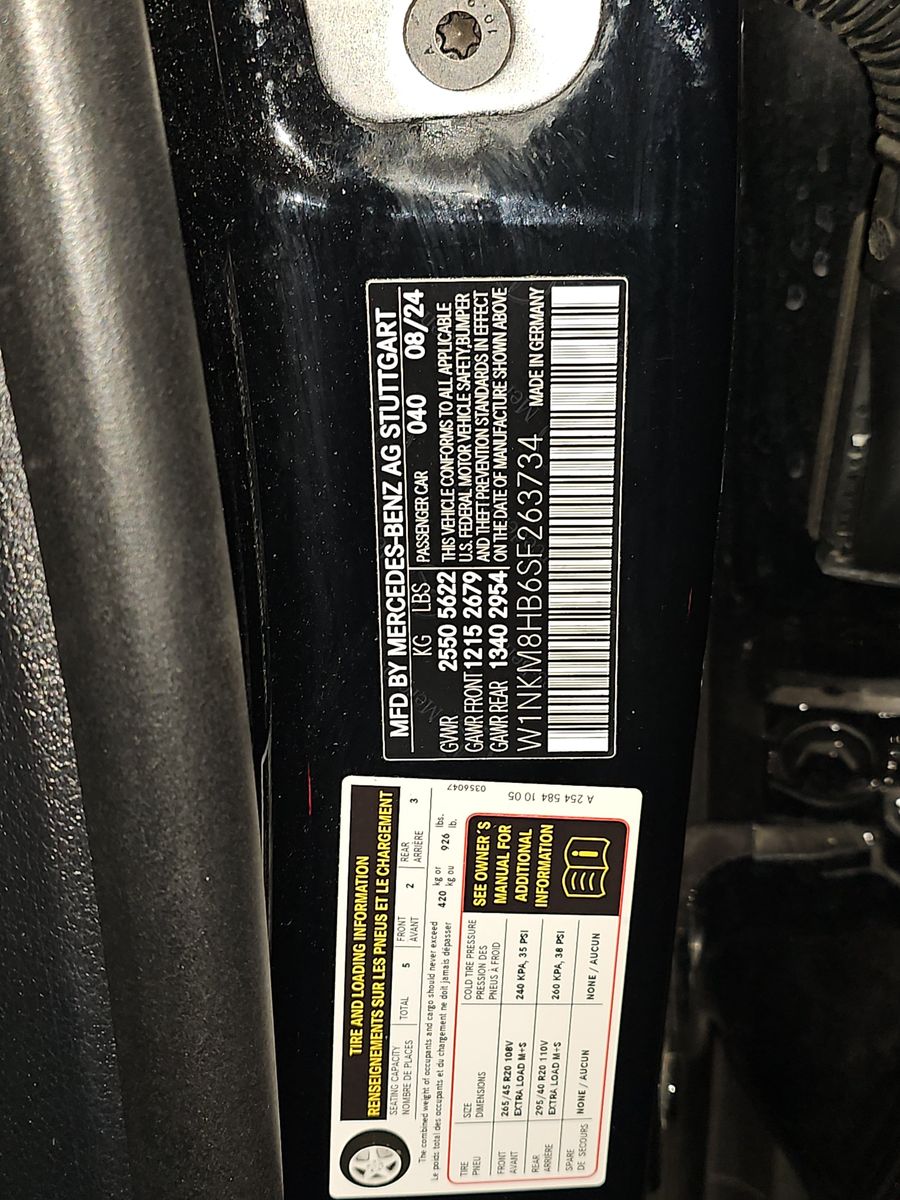 MFD BY MERCEDES-BENZ AG STUTTGART
KG LBS PASSENGER CAR 040 08/24
GVWR 2550 5622
GAWR FRONT 1215 2679
GAWR REAR 1340 2954
THIS VEHICLE CONFORMS TO ALL APPLICABLE
U.S. FEDERAL MOTOR VEHICLE SAFETY,BUMPER
AND THEFT PREVENTION STANDARDS IN EFFECT
ON THE DATE OF MANUFACTURE SHOWN ABOVE
W1NKM8HB6SF263734 MADE IN GERMANY
TIRE AND LOADING INFORMATION
RENSEIGNEMENTS SUR LES PNEUS ET LE CHARGEMENT
SEATING CAPACITY
NOMBRE DE PLACES
TOTAL 5
FRONT
AVANT
2
REAR
ARRIÈRE
3
The combined weight of occupants and cargo should never exceed 420 kg or 926 lbs.
Le poids total des occupants et du chargement ne doit jamais dépasser kg ou lb.
TIRE
PNEU
SIZE
DIMENSIONS
COLD TIRE PRESSURE
PRESSION DES
PNEUS À FROID
FRONT
AVANT
265/45 R20 108V
EXTRA LOAD M+S
240 KPA, 35 PSI
REAR
ARRIÈRE
295/40 R20 110V
EXTRA LOAD M+S
260 KPA, 38 PSI
SPARE
DE SECOURS
NONE / AUCUN
NONE / AUCUN
SEE OWNER'S
MANUAL FOR
ADDITIONAL
INFORMATION
0356047
A 254 584 10 05